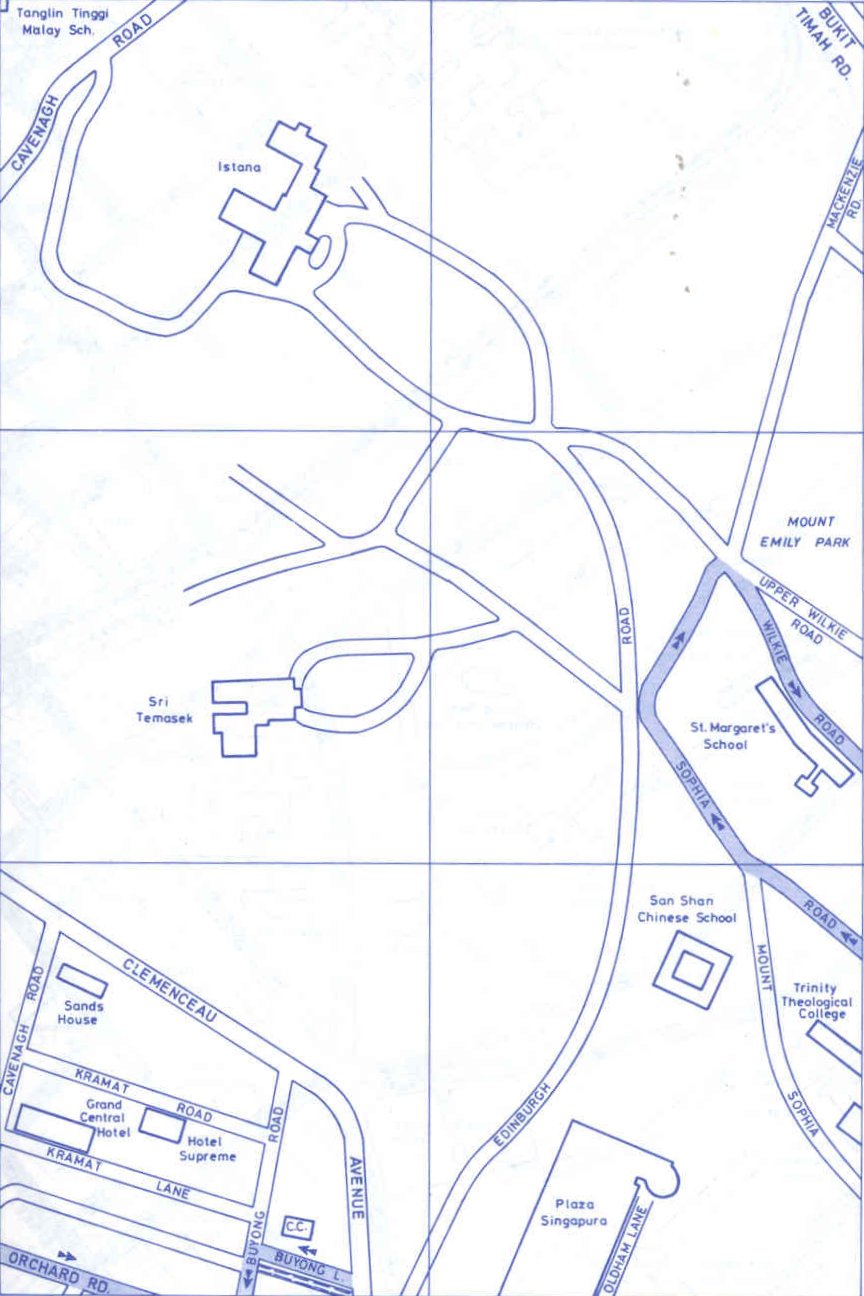 Tanglin Tinggi
Malay Sch.
CAVENAGH ROAD
BUKIT
TIMAH RD.
Istana
MACKENZIE
RD.
MOUNT
EMILY PARK
UPPER WILKIE
ROAD
WILKIE ROAD
ROAD
Sri
Temasek
St. Margaret's
School
SOPHIA ROAD
San Shan
Chinese School
MOUNT SOPHIA
Trinity
Theological
College
CLEMENCEAU AVENUE
CAVENAGH ROAD
Sands
House
KRAMAT ROAD
Grand
Central
Hotel
Hotel
Supreme
KRAMAT LANE
BUYONG ROAD
C.C.
BUYONG L.
ORCHARD RD.
EDINBURGH
Plaza
Singapura
OLDHAM LANE